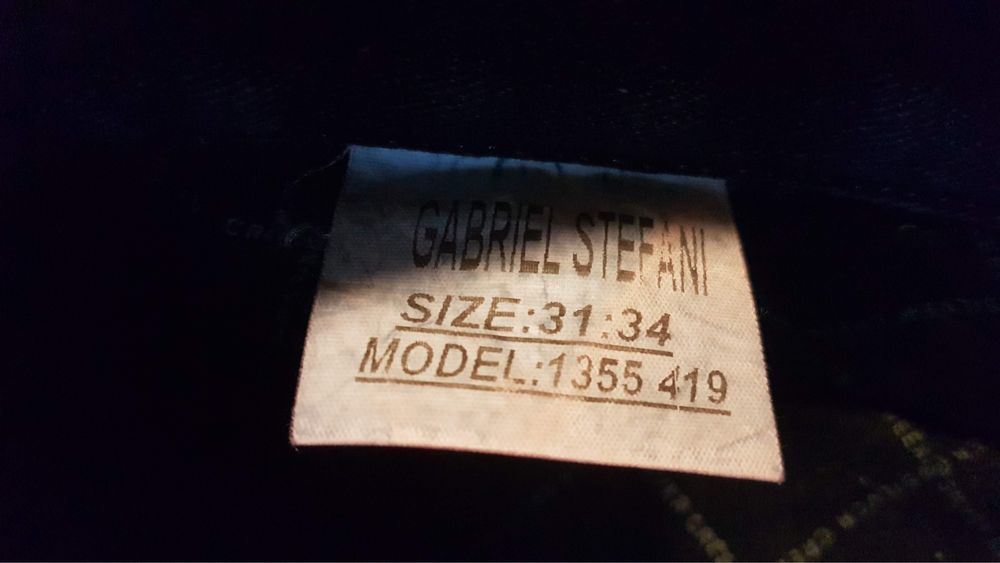 GABRIEL STEFANI
SIZE:31:34
MODEL:1355 419